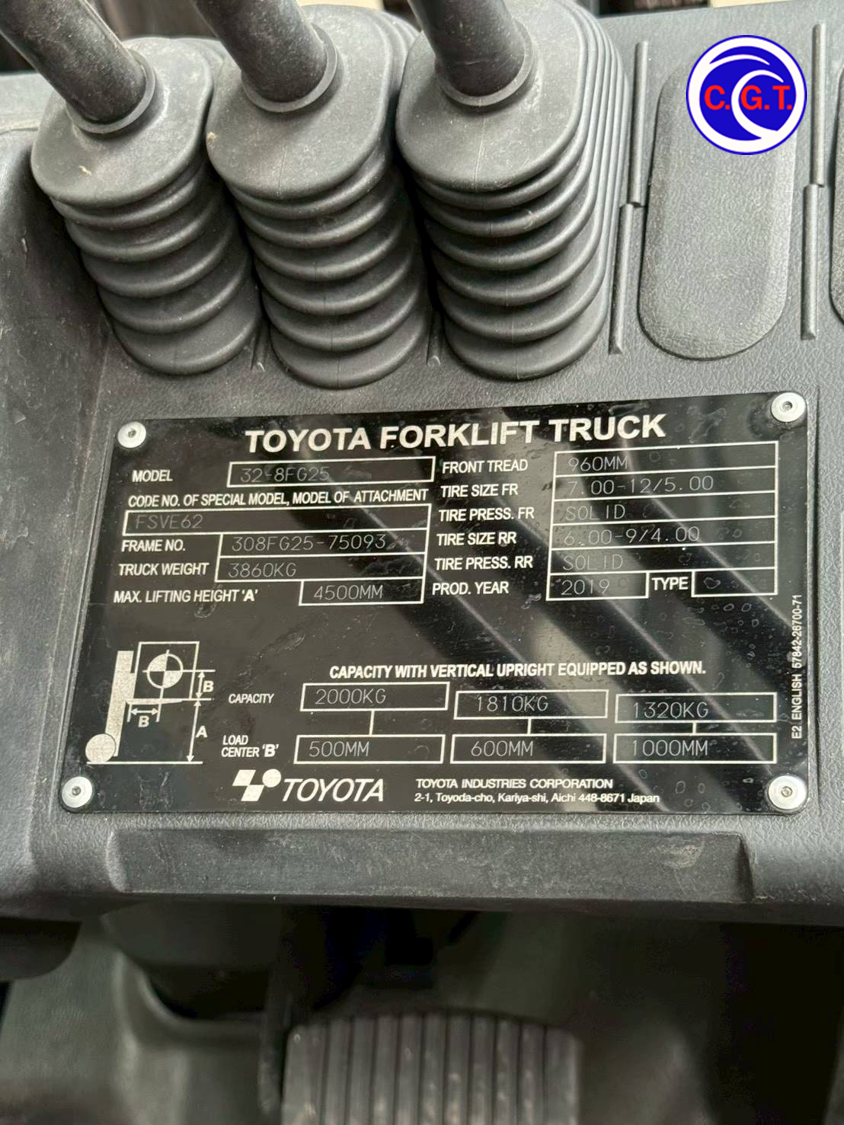 C.G.T.
TOYOTA FORKLIFT TRUCK
MODEL 32-8FG25
CODE NO. OF SPECIAL MODEL, MODEL OF ATTACHMENT
FSVE62
FRAME NO. 308FG25-75093
TRUCK WEIGHT 3860KG
MAX. LIFTING HEIGHT 'A' 4500MM
FRONT TREAD 960MM
TIRE SIZE FR 7.00-12/5.00
TIRE PRESS. FR SOLID
TIRE SIZE RR 6.00-9/4.00
TIRE PRESS. RR SOLID
PROD. YEAR 2019 TYPE
CAPACITY WITH VERTICAL UPRIGHT EQUIPPED AS SHOWN.
B
B
A
CAPACITY 2000KG 1810KG 1320KG
LOAD
CENTER 'B' 500MM 600MM 1000MM
TOYOTA
TOYOTA INDUSTRIES CORPORATION
2-1, Toyoda-cho, Kariya-shi, Aichi 448-8671 Japan
E2 ENGLISH 57842-26700-71